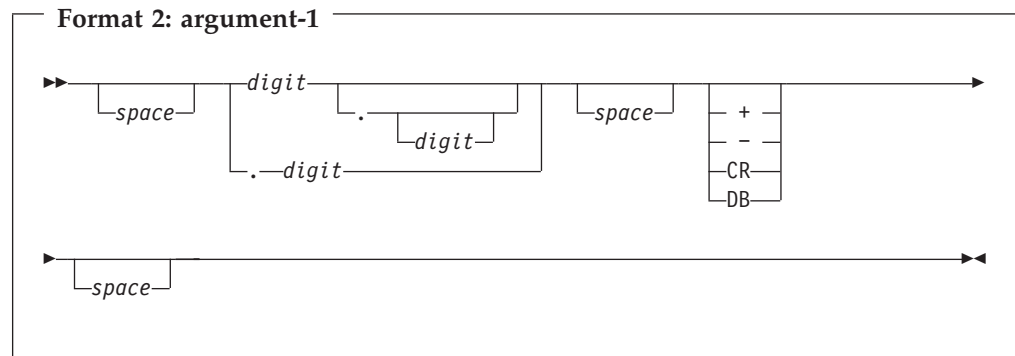 Format 2: argument-1
digit
space . space +
digit -
. digit CR
DB
space